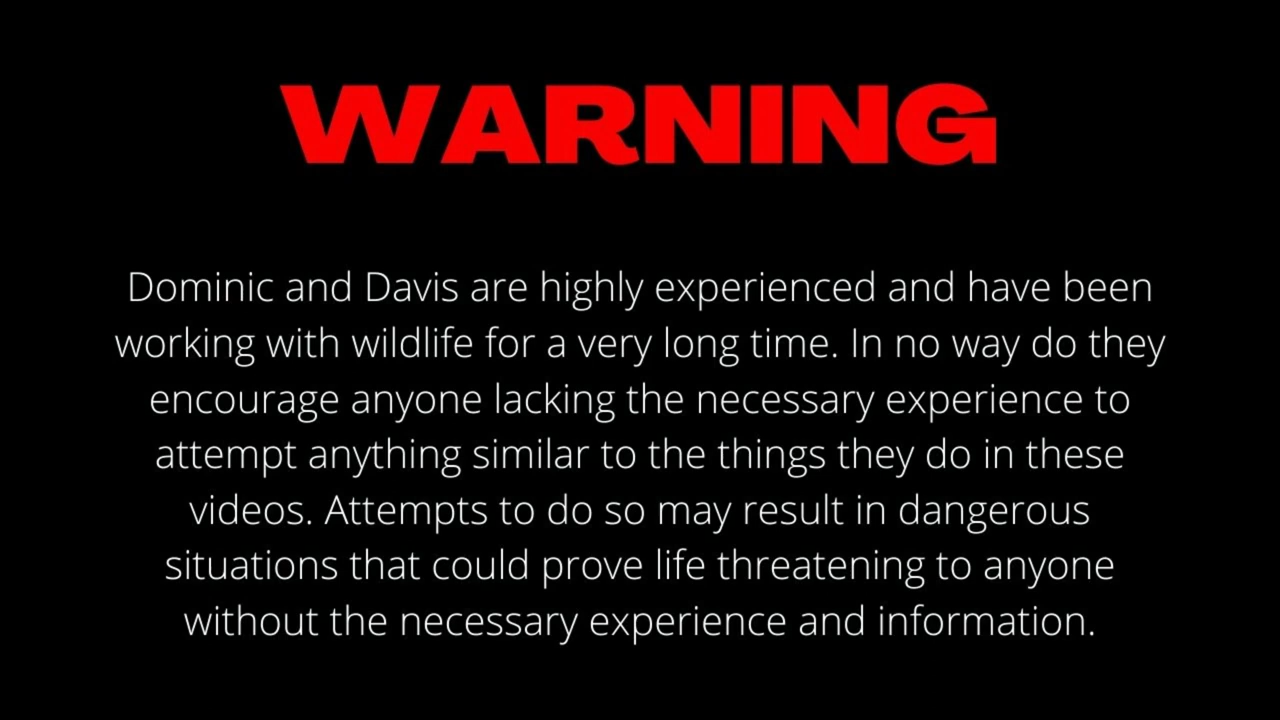 WARNING
Dominic and Davis are highly experienced and have been
working with wildlife for a very long time. In no way do they
encourage anyone lacking the necessary experience to
attempt anything similar to the things they do in these
videos. Attempts to do so may result in dangerous
situations that could prove life threatening to anyone
without the necessary experience and information.